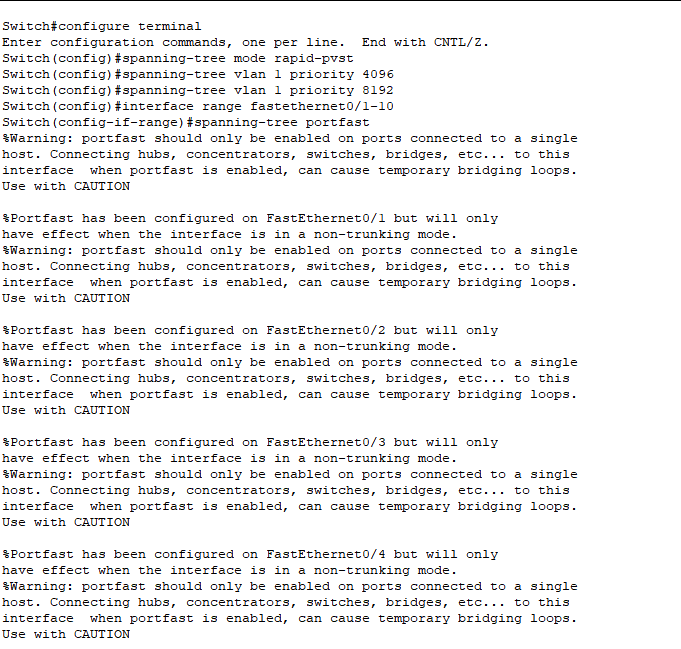 Switch#configure terminal
Enter configuration commands, one per line.  End with CNTL/Z.
Switch(config)#spanning-tree mode rapid-pvst
Switch(config)#spanning-tree vlan 1 priority 4096
Switch(config)#spanning-tree vlan 1 priority 8192
Switch(config)#interface range fastethernet0/1-10
Switch(config-if-range)#spanning-tree portfast
%Warning: portfast should only be enabled on ports connected to a single
host. Connecting hubs, concentrators, switches, bridges, etc... to this
interface  when portfast is enabled, can cause temporary bridging loops.
Use with CAUTION

%Portfast has been configured on FastEthernet0/1 but will only
have effect when the interface is in a non-trunking mode.
%Warning: portfast should only be enabled on ports connected to a single
host. Connecting hubs, concentrators, switches, bridges, etc... to this
interface  when portfast is enabled, can cause temporary bridging loops.
Use with CAUTION

%Portfast has been configured on FastEthernet0/2 but will only
have effect when the interface is in a non-trunking mode.
%Warning: portfast should only be enabled on ports connected to a single
host. Connecting hubs, concentrators, switches, bridges, etc... to this
interface  when portfast is enabled, can cause temporary bridging loops.
Use with CAUTION

%Portfast has been configured on FastEthernet0/3 but will only
have effect when the interface is in a non-trunking mode.
%Warning: portfast should only be enabled on ports connected to a single
host. Connecting hubs, concentrators, switches, bridges, etc... to this
interface  when portfast is enabled, can cause temporary bridging loops.
Use with CAUTION

%Portfast has been configured on FastEthernet0/4 but will only
have effect when the interface is in a non-trunking mode.
%Warning: portfast should only be enabled on ports connected to a single
host. Connecting hubs, concentrators, switches, bridges, etc... to this
interface  when portfast is enabled, can cause temporary bridging loops.
Use with CAUTION